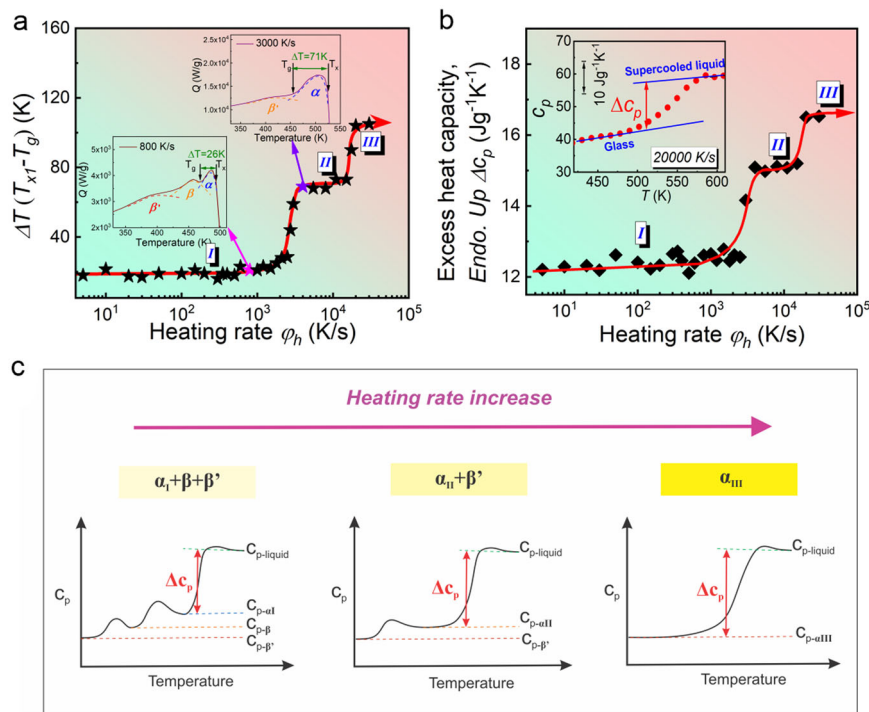 a
160
120
80
40
ΔT (Tx1-Tg) (K)
10¹ 10² 10³ 10⁴ 10⁵
Heating rate φh (K/s)
I
II
III
2.5x10⁴
2.0x10⁴
1.5x10⁴
1.0x10⁴
Q (W/g)
3000 K/s
ΔT=71K
Tg
Tx
β'
α
350 400 450 500 550
Temperature (K)
4x10³
3x10³
2x10³
Q (W/g)
800 K/s
ΔT=26K
Tg
Tx
β'
β
α
350 400 450 500
Temperature (K)
b
18
16
14
12
Excess heat capacity,
Endo. Up Δcp (Jg⁻¹K⁻¹)
10¹ 10² 10³ 10⁴ 10⁵
Heating rate φh (K/s)
I
II
III
70
60
50
40
30
cp
10 Jg⁻¹K⁻¹
Supercooled liquid
Δcp
Glass
20000 K/s
450 500 550 600
T (K)
c
Heating rate increase
αI+β+β'
αII+β'
αIII
Cp
Δcp
Cp-liquid
Cp-αI
Cp-β
Cp-β'
Temperature
Cp
Δcp
Cp-liquid
Cp-αII
Cp-β'
Temperature
Cp
Δcp
Cp-liquid
Cp-αIII
Temperature